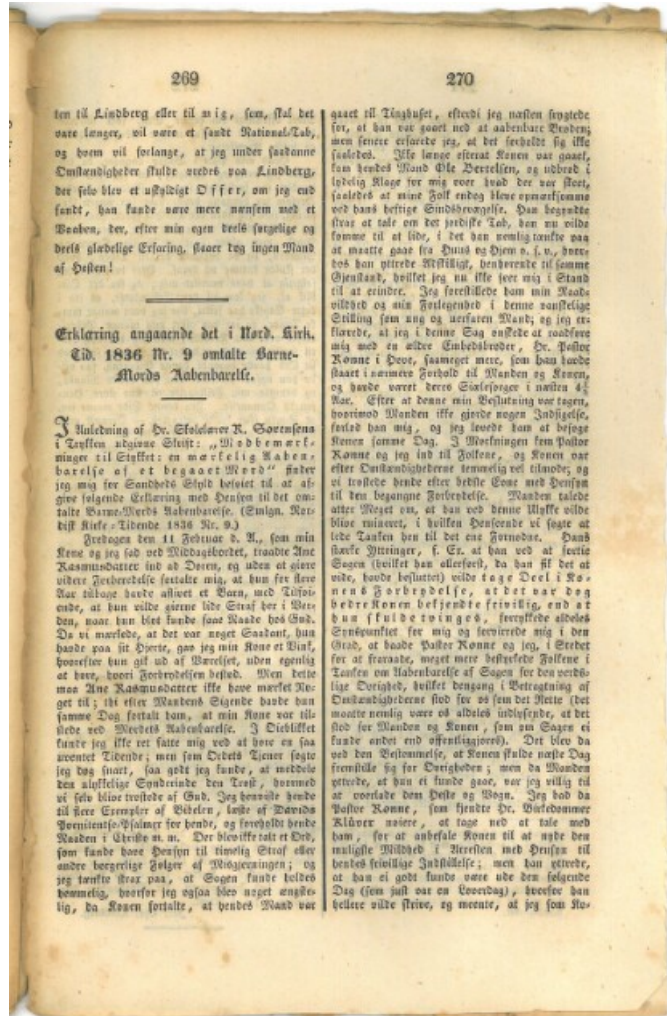 269
ten til Lindberg eller til mig, som, skal det
vare længer, vil være et sandt National-Tab,
og hvem vil forlange, at jeg under saadanne
Omstændigheder skulde vredes paa Lindberg,
der selv blev et uskyldigt Offer, om jeg end
fandt, han kunde være mere nænsom med et
Vaaben, der, efter min egen deels sørgelige og
deels glædelige Erfaring, slaaer dog ingen Mand
af Hesten!
Erklæring angaaende det i Nord. Kirk.
Tid. 1836 Nr. 9 omtalte Barne-
Mords Aabenbarelse.
I Anledning af Hr. Skolelærer R. Sørensens
i Trykken udgivne Skrift: „Modbemærk-
ninger til Stykket: en mærkelig Aaben-
barelse af et begaaet Mord“ finder
jeg mig for Sandheds Skyld beføiet til at af-
give følgende Erklæring med Hensyn til det om-
talte Barne-Mords Aabenbarelse. (Smlgn. Nor-
disk Kirke-Tidende 1836 Nr. 9.)
Fredagen den 11 Februar d. A., som min
Kone og jeg sad ved Middagsbordet, traadte Ane
Rasmusdatter ind ad Døren, og uden at gjøre
videre Forberedelse fortalte mig, at hun for flere
Aar tilbage havde aflivet et Barn, med Tilføi-
ende, at hun vilde gjerne lide Straf her i Ver-
den, naar hun blot kunde faae Naade hos Gud.
Da vi mærkede, at det var noget Saadant, hun
havde paa sit Hjerte, gav jeg min Kone et Vink,
hvorefter hun gik ud af Værelset, uden egenlig
at høre, hvori Forbrydelsen bestod. Men dette
maa Ane Rasmusdatter ikke have mærket No-
get til; thi efter Mandens Sigende havde hun
samme Dag fortalt ham, at min Kone var til-
stede ved Mordets Aabenbarelse. I Øieblikket
kunde jeg ikke ret fatte mig ved at høre en saa
uventet Tidende; men som Ordets Tjener søgte
jeg dog snart, saa godt jeg kunde, at meddele
den ulykkelige Synderinde den Trøst, hvormed
vi selv blive trøstede af Gud. Jeg henviste hende
til flere Exempler af Bibelen, læste af Davids
Poenitentse-Psalmer for hende, og foreholdt hende
Naaden i Christo m. m. Der blev ikke talt et Ord,
som kunde have Hensyn til timelig Straf eller
andre borgerlige Følger af Misgjerningen; og
jeg tænkte strax paa, at Sagen kunde holdes
hemmelig, hvorfor jeg ogsaa blev noget ængste-
lig, da Konen fortalte, at hendes Mand var
270
gaaet til Tinghuset, efterdi jeg næsten frygtede
for, at han var gaaet ned at aabenbare Brøden;
men senere erfarede jeg, at det forholdt sig ikke
saaledes. Ikke længe efterat Konen var gaaet,
kom hendes Mand Ole Bertelsen, og udbrød i
lydelig Klage for mig over hvad der var skeet,
saaledes at mine Folk endog bleve opmærksomme
ved hans heftige Sindsbevægelse. Han begyndte
strax at tale om det jordiske Tab, han nu vilde
komme til at lide, i det han nemlig tænkte paa
at maatte gaae fra Huus og Hjem o. s. v., hvor-
hos han yttrede Adskilligt, henhørende til samme
Gjenstand, hvilket jeg nu ikke seer mig i Stand
til at erindre. Jeg forestillede ham min Raad-
vildhed og min Forlegenhed i denne vanskelige
Stilling som ung og uerfaren Mand; og jeg er-
klærede, at jeg i denne Sag ønskede at raadføre
mig med en ældre Embedsbroder, Hr. Pastor
Rønne i Hove, saameget mere, som han havde
staaet i nærmere Forhold til Manden og Konen,
og havde været deres Sjælesørger i næsten 4½
Aar. Efter at denne min Beslutning var tagen,
hvorimod Manden ikke gjorde nogen Indsigelse,
forlod han mig, og jeg lovede ham at besøge
Konen samme Dag. I Mørkningen kom Pastor
Rønne og jeg ind til Folkene, og Konen var
efter Omstændighederne temmelig vel tilmode; og
vi trøstede hende efter bedste Evne med Hensyn
til den begangne Forbrydelse. Manden talede
atter Meget om, at han ved denne Ulykke vilde
blive ruineret, i hvilken Henseende vi søgte at
lede Tanken hen til det ene Fornødne. Hans
stærke Yttringer, f. Ex. at han ved at fortie
Sagen (hvilket han allerførst, da han fik det at
vide, havde besluttet) vilde tage Deel i Ko-
nens Forbrydelse, at det var dog
bedre Konen bekjendte frivillig, end at
hun skulde tvinges, forrykkede aldeles
Synspunktet for mig og forvirrede mig i den
Grad, at baade Pastor Rønne og jeg, i Stedet
for at fraraade, meget mere bestyrkede Folkene i
Tanken om Aabenbarelse af Sagen for den verds-
lige Øvrighed, hvilket dengang i Betragtning af
Omstændighederne stod for os som det Rette (det
maatte nemlig være os aldeles indlysende, at det
stod for Manden og Konen, som om Sagen ei
kunde andet end offentliggjøres). Det blev da
ved den Bestemmelse, at Konen skulde næste Dag
fremstille sig for Øvrigheden; men da Manden
yttrede, at hun ei kunde gaae, var jeg villig til
at overlade dem Heste og Vogn. Jeg bad da
Pastor Rønne, som kjendte Hr. Birkedommer
Klüver nøiere, at tage ned at tale med
ham, for at anbefale Konen til at nyde den
muligste Mildhed i Arresten med Hensyn til
hendes frivillige Indstillelse; men han yttrede,
at han ei godt kunde være ude den følgende
Dag (som just var en Løverdag), hvorfor han
hellere vilde skrive, og meente, at jeg som Ko-